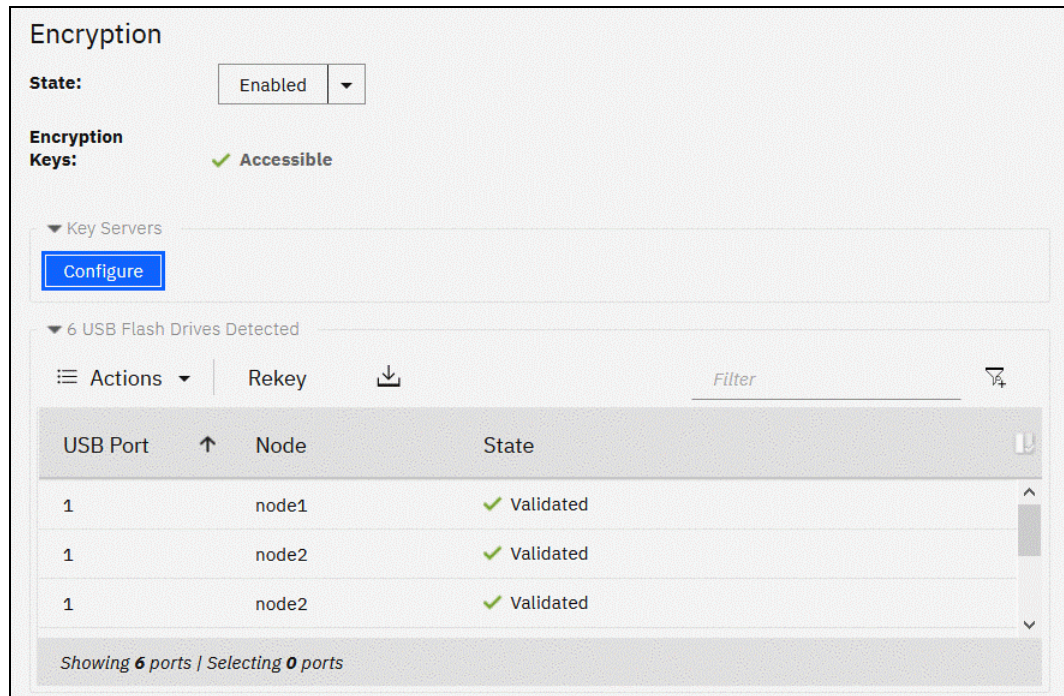 Encryption
State: Enabled
Encryption
Keys: Accessible
Key Servers
Configure
6 USB Flash Drives Detected
Actions Rekey Filter
USB Port Node State
1 node1 Validated
1 node2 Validated
1 node2 Validated
Showing 6 ports | Selecting 0 ports